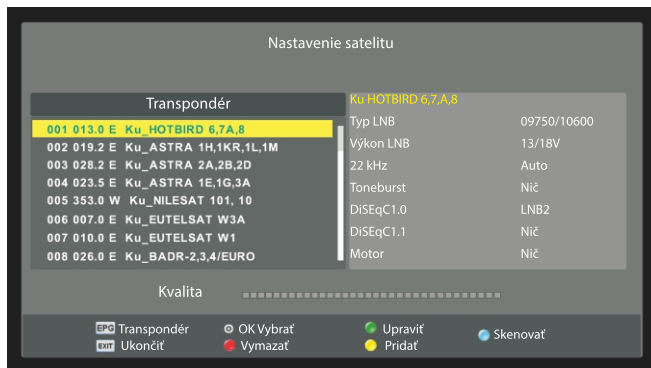 Nastavenie satelitu
Transpondér
001 013.0 E Ku_HOTBIRD 6,7A,8
002 019.2 E Ku_ASTRA 1H,1KR,1L,1M
003 028.2 E Ku_ASTRA 2A,2B,2D
004 023.5 E Ku_ASTRA 1E,1G,3A
005 353.0 W Ku_NILESAT 101, 10
006 007.0 E Ku_EUTELSAT W3A
007 010.0 E Ku_EUTELSAT W1
008 026.0 E Ku_BADR-2,3,4/EURO
Ku HOTBIRD 6,7,A,8
Typ LNB 09750/10600
Výkon LNB 13/18V
22 kHz Auto
Toneburst Nič
DiSEqC1.0 LNB2
DiSEqC1.1 Nič
Motor Nič
Kvalita
EPG Transpondér OK Vybrať Upraviť Skenovať
EXIT Ukončiť Vymazať Pridať